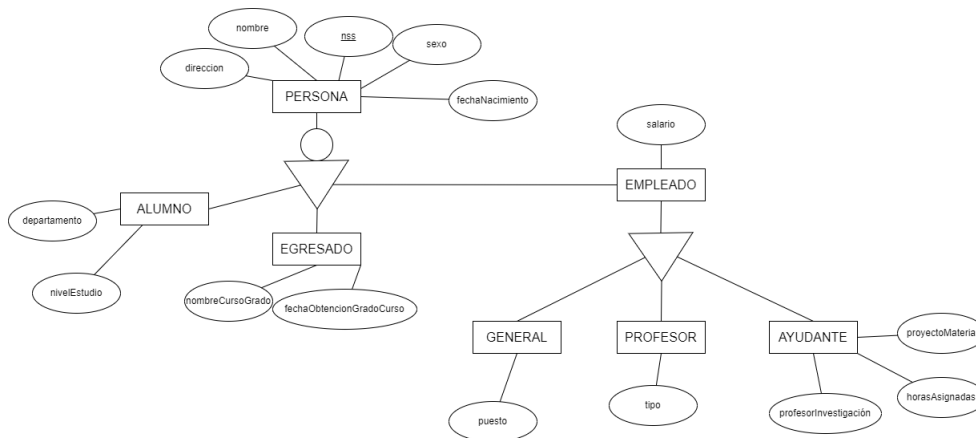 nombre
nss
sexo
direccion
PERSONA
fechaNacimiento
salario
EMPLEADO
ALUMNO
departamento
EGRESADO
nivelEstudio
nombreCursoGrado
fechaObtencionGradoCurso
GENERAL
PROFESOR
AYUDANTE
proyectoMateria
puesto
tipo
profesorInvestigación
horasAsignadas